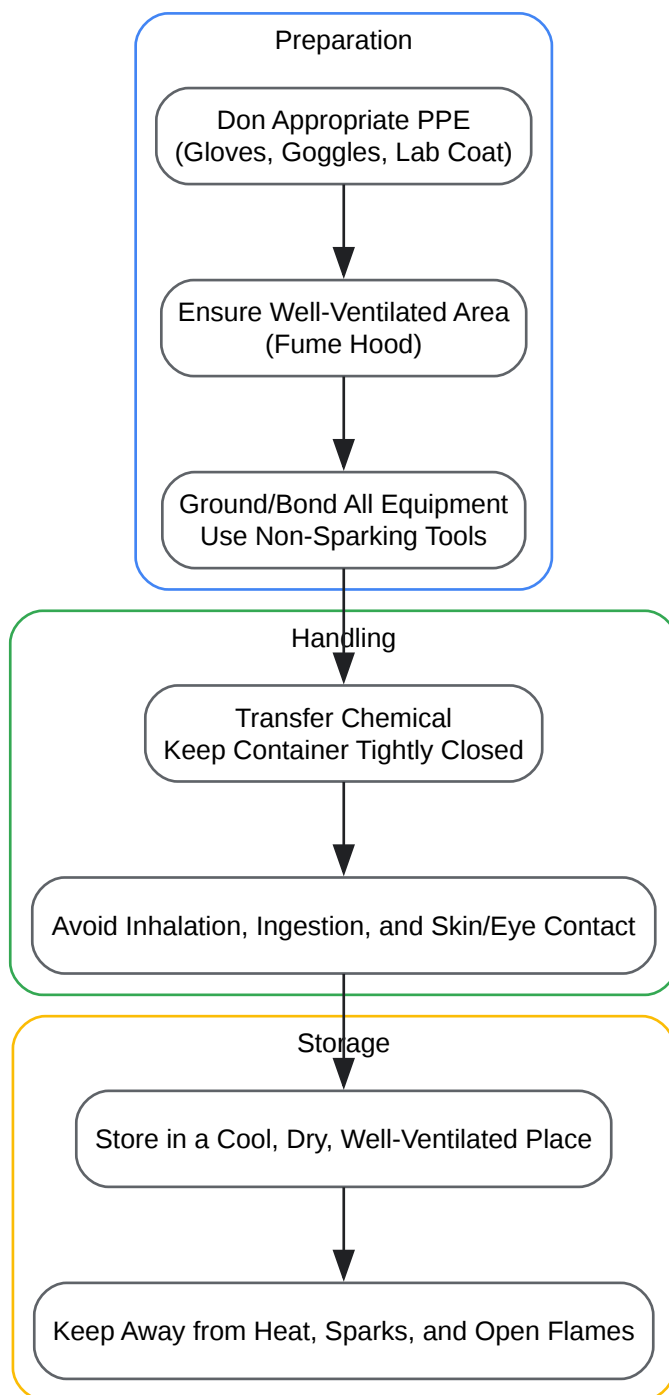 Preparation
Don Appropriate PPE
(Gloves, Goggles, Lab Coat)
Ensure Well-Ventilated Area
(Fume Hood)
Ground/Bond All Equipment
Use Non-Sparking Tools
Handling
Transfer Chemical
Keep Container Tightly Closed
Avoid Inhalation, Ingestion, and Skin/Eye Contact
Storage
Store in a Cool, Dry, Well-Ventilated Place
Keep Away from Heat, Sparks, and Open Flames